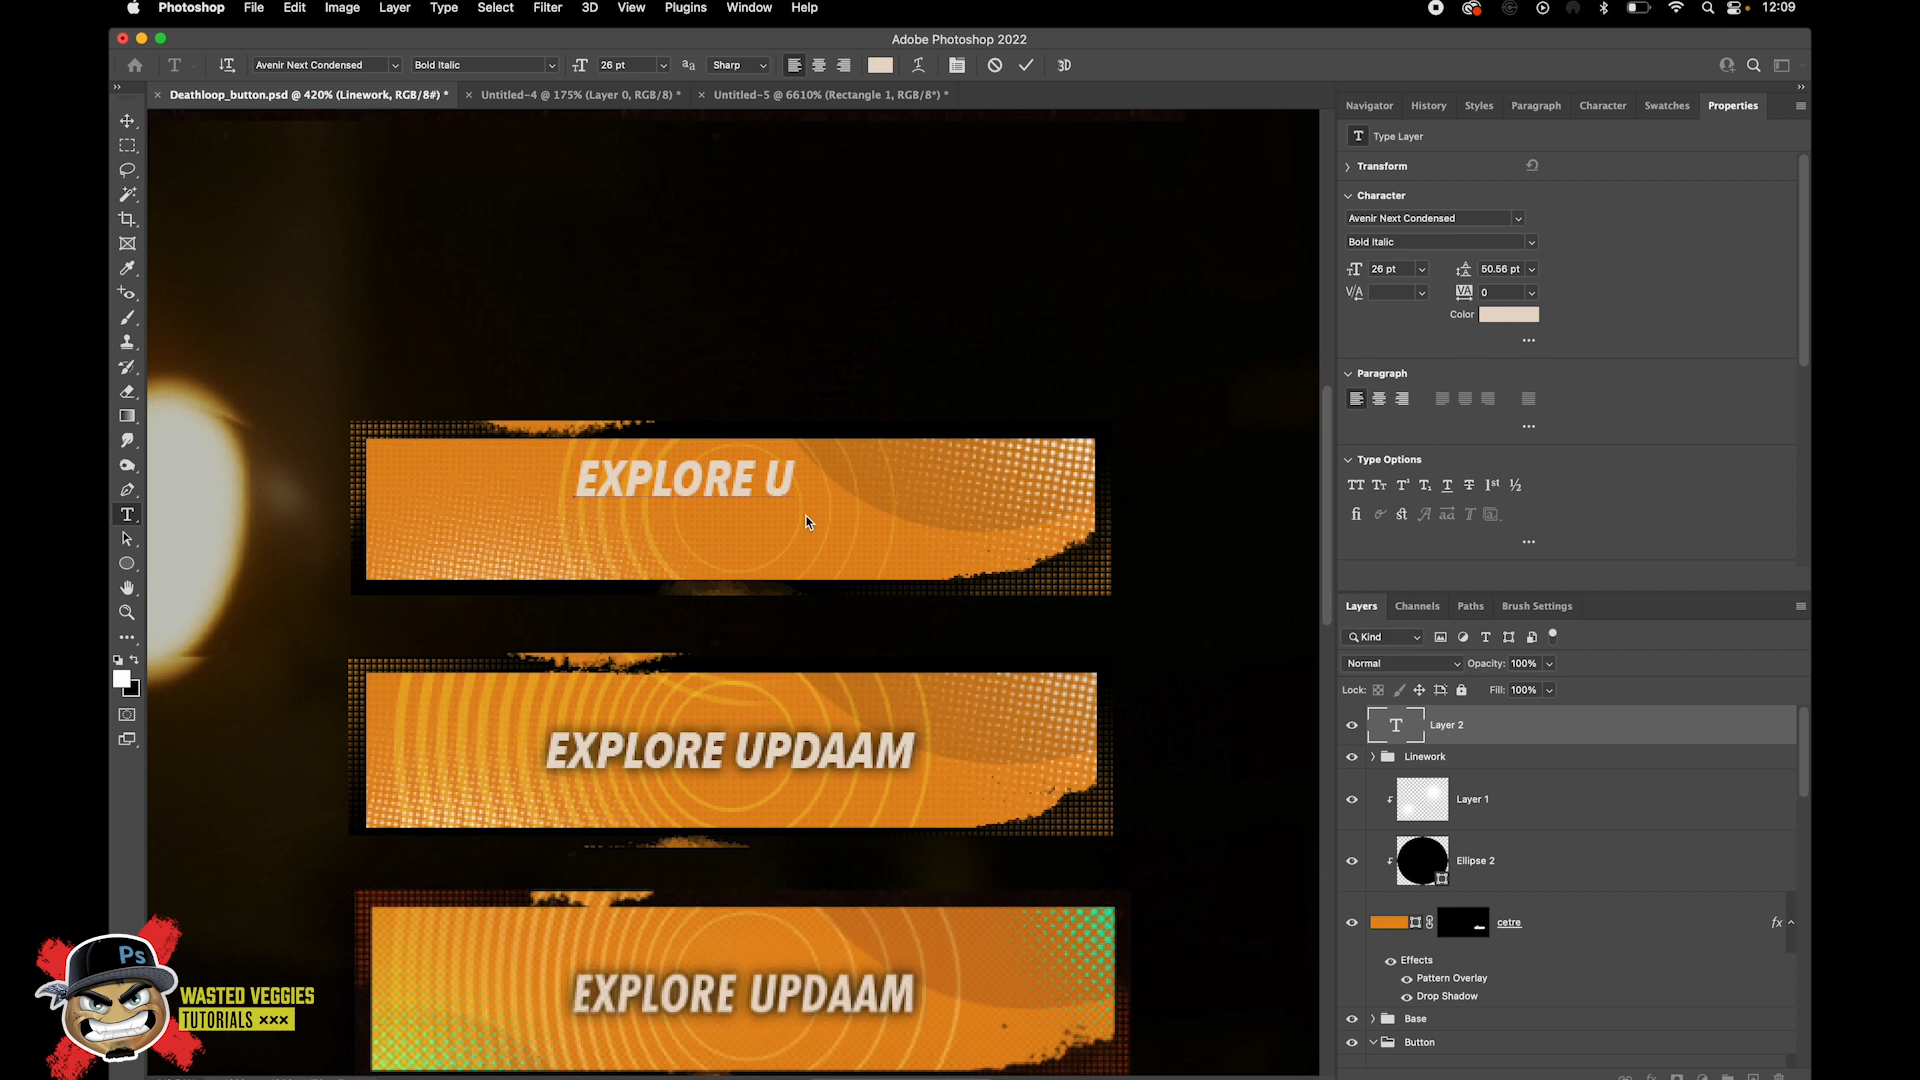 Photoshop File Edit Image Layer Type Select Filter 3D View Plugins Window Help 12:09
Adobe Photoshop 2022
Avenir Next Condensed Bold Italic 26 pt Sharp 3D
Deathloop_button.psd @ 420% (Linework, RGB/8#) * Untitled-4 @ 175% (Layer 0, RGB/8) * Untitled-5 @ 6610% (Rectangle 1, RGB/8*) *
Navigator History Styles Paragraph Character Swatches Properties
Type Layer
Transform
Character
Avenir Next Condensed
Bold Italic
26 pt 50.56 pt
0
Color
Paragraph
Type Options
EXPLORE U
EXPLORE UPDAAM
EXPLORE UPDAAM
Layers Channels Paths Brush Settings
Kind
Normal Opacity: 100%
Lock: Fill: 100%
Layer 2
Linework
Layer 1
Ellipse 2
cetre fx
Effects
Pattern Overlay
Drop Shadow
Base
Button
Ps
WASTED VEGGIES
TUTORIALS XXX